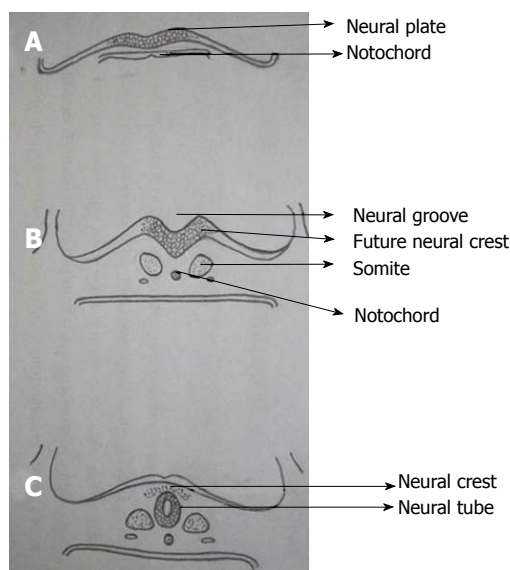 A
Neural plate
Notochord
B
Neural groove
Future neural crest
Somite
Notochord
C
Neural crest
Neural tube